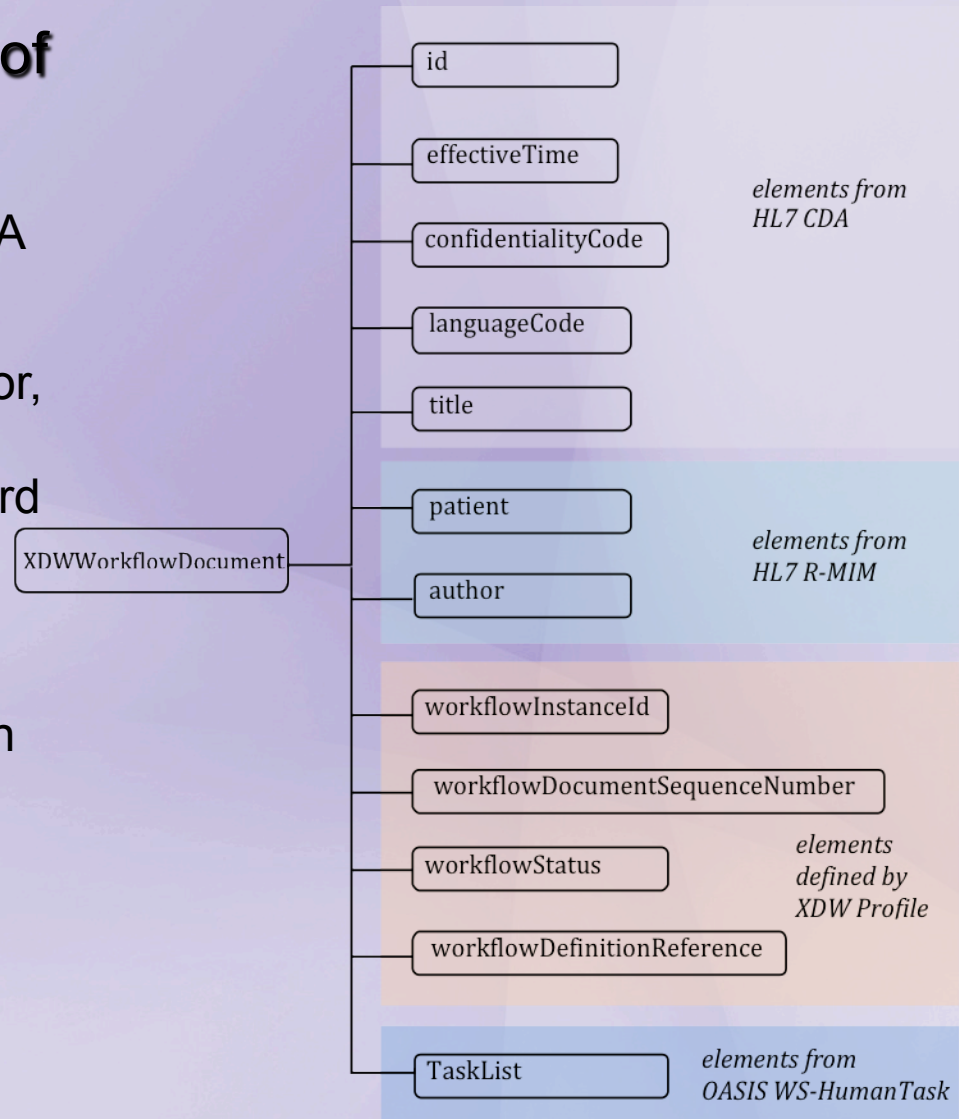 of
A
or,
rd
n
XDWWorkflowDocument
id
effectiveTime
confidentialityCode
languageCode
title
elements from
HL7 CDA
patient
author
elements from
HL7 R-MIM
workflowInstanceId
workflowDocumentSequenceNumber
workflowStatus
workflowDefinitionReference
elements
defined by
XDW Profile
TaskList
elements from
OASIS WS-HumanTask